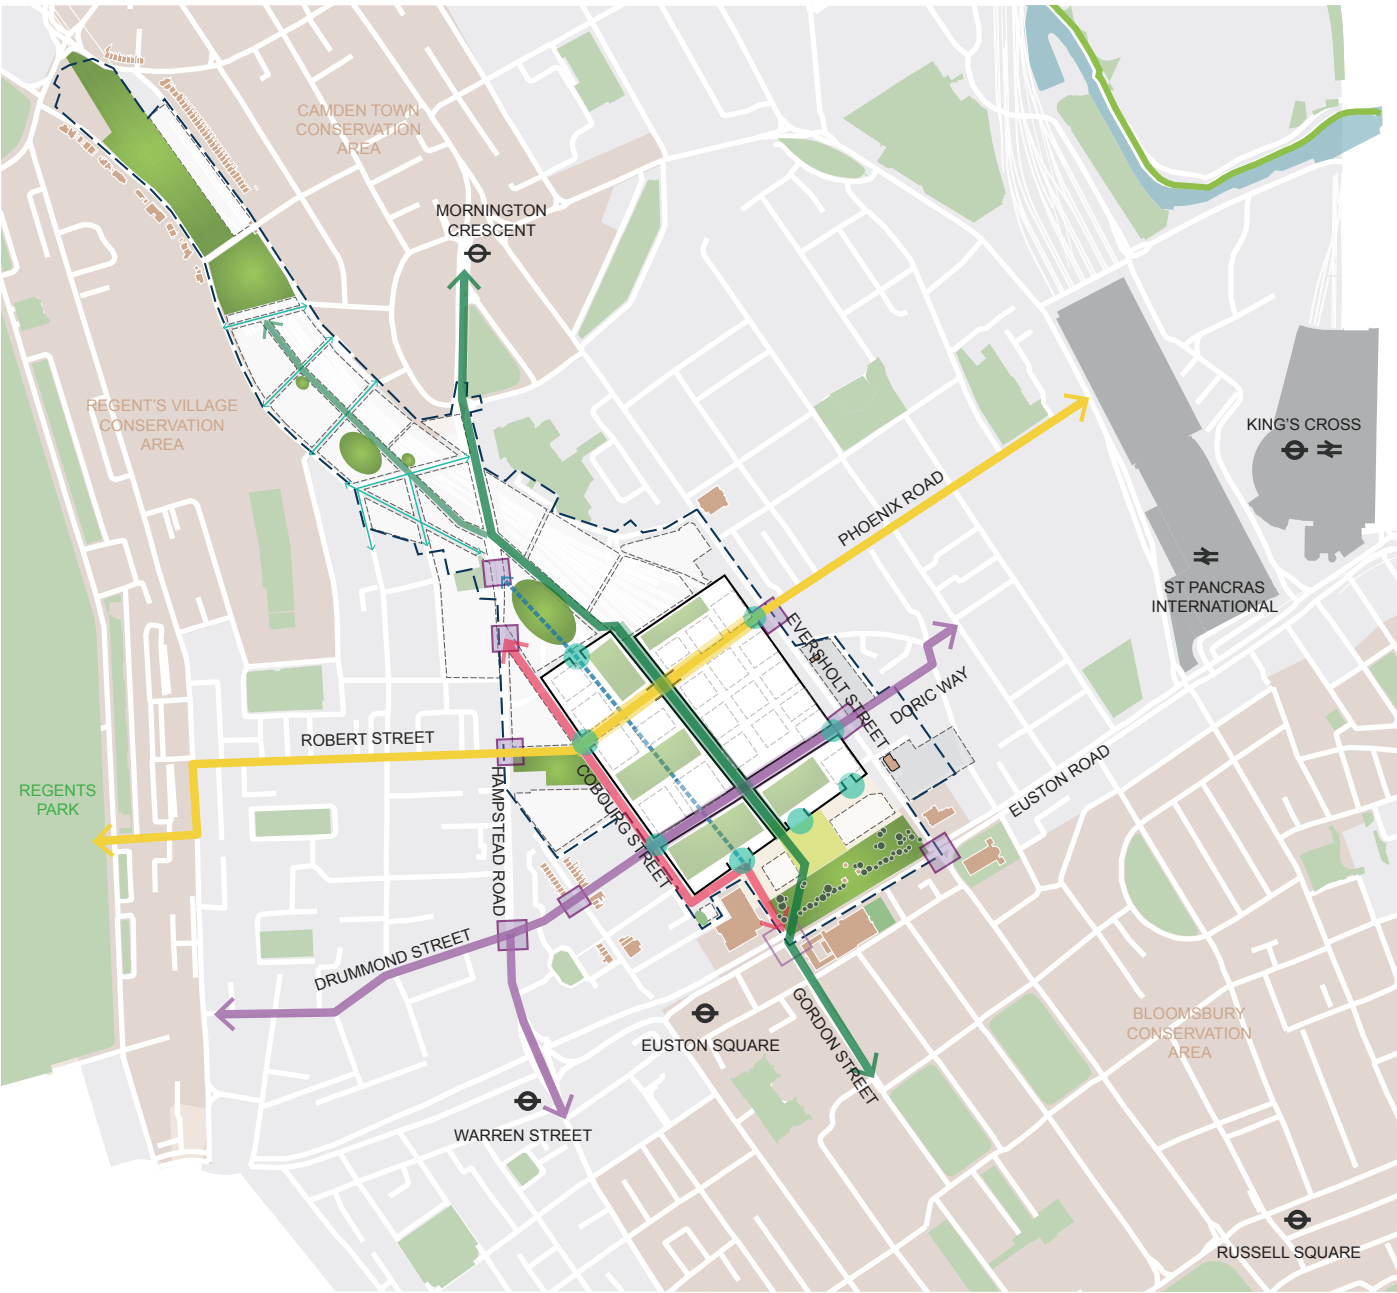 CAMDEN TOWN
CONSERVATION
AREA
MORNINGTON
CRESCENT
REGENT'S VILLAGE
CONSERVATION
AREA
KING'S CROSS
PHOENIX ROAD
ST PANCRAS
INTERNATIONAL
EVERSHOLT STREET
DORIC WAY
ROBERT STREET
REGENTS
PARK
HAMPSTEAD ROAD
COBOURG STREET
EUSTON ROAD
DRUMMOND STREET
GORDON STREET
EUSTON SQUARE
BLOOMSBURY
CONSERVATION
AREA
WARREN STREET
RUSSELL SQUARE